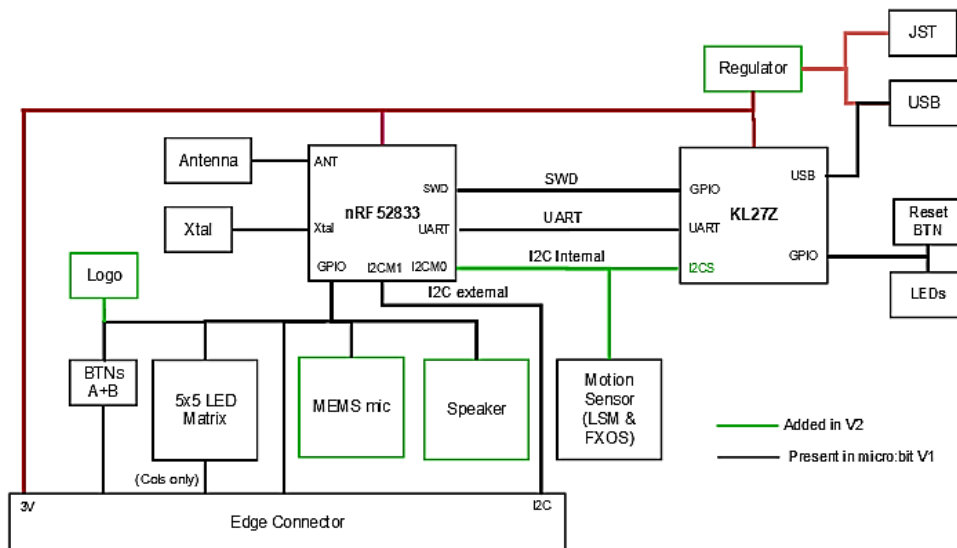 JST
Regulator
USB
Antenna
ANT
SWD
SWD
GPIO
USB
nRF52833
KL27Z
Xtal
Xtal
UART
UART
UART
Reset
BTN
GPIO
I2CM1
I2CM0
I2C Internal
I2CS
GPIO
Logo
I2C external
LEDs
BTNs
A+B
5x5 LED
Matrix
MEMS mic
Speaker
Motion
Sensor
(LSM &
FXOS)
Added in V2
Present in micro:bit V1
(Cols only)
3V
I2C
Edge Connector